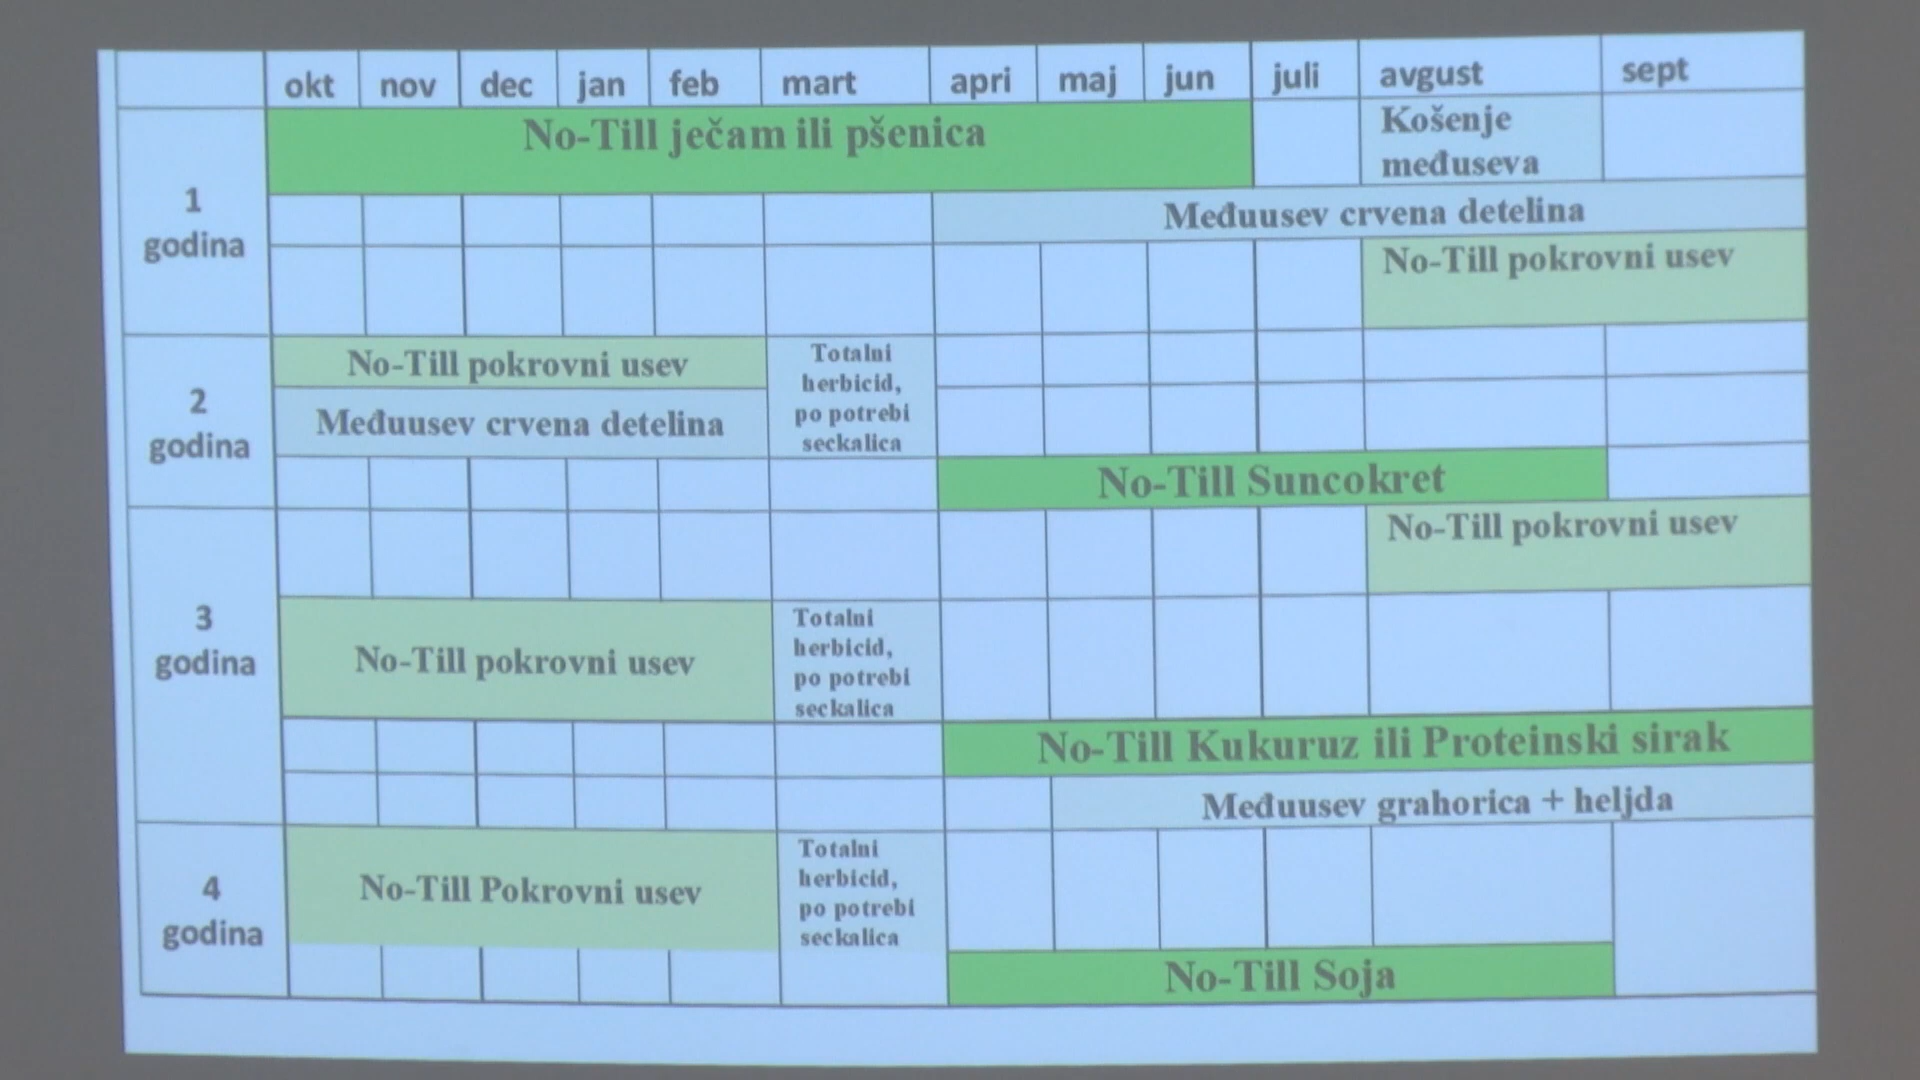 okt nov dec jan feb mart apri maj jun juli avgust sept
1
godina
No-Till ječam ili pšenica
Košenje
međuseva
Međuusev crvena detelina
No-Till pokrovni usev
2
godina
No-Till pokrovni usev
Totalni
herbicid,
po potrebi
seckalica
Međuusev crvena detelina
No-Till Suncokret
3
godina
No-Till pokrovni usev
No-Till pokrovni usev
Totalni
herbicid,
po potrebi
seckalica
No-Till Kukuruz ili Proteinski sirak
Međuusev grahorica + heljda
4
godina
No-Till Pokrovni usev
Totalni
herbicid,
po potrebi
seckalica
No-Till Soja